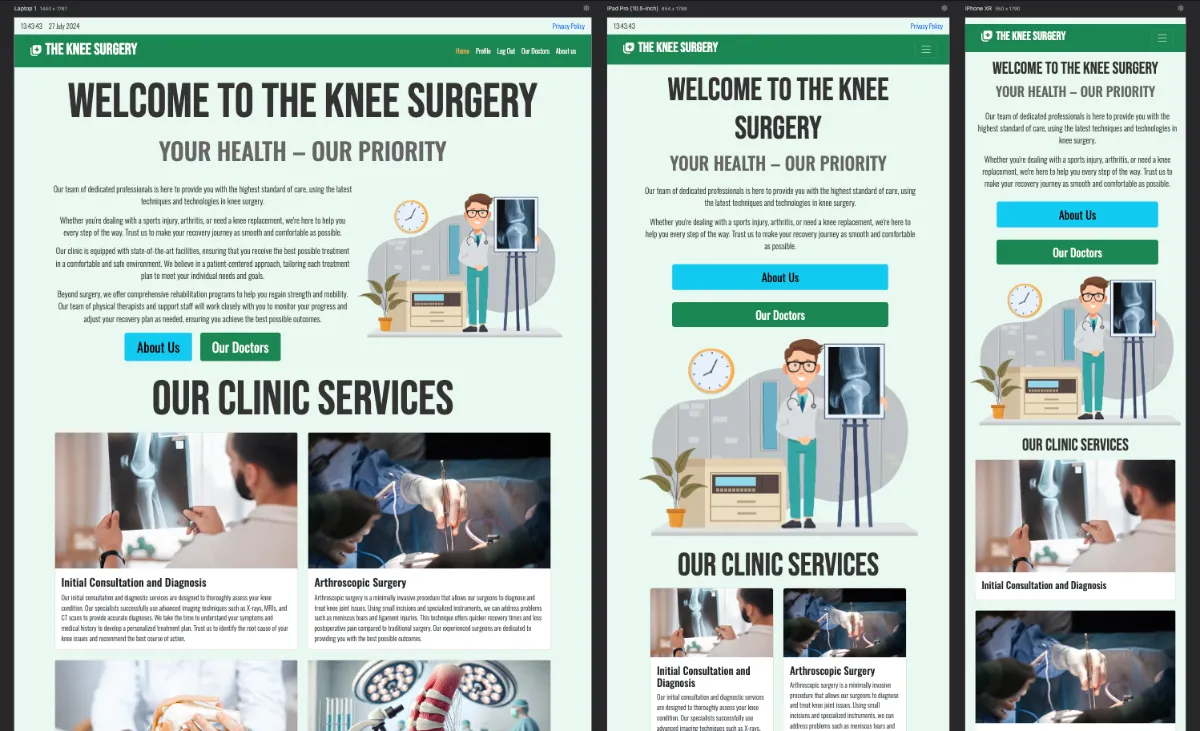 Laptop 1 1440 × 1787
13:43:43 27 July 2024
Privacy Policy
THE KNEE SURGERY
Home Profile Log Out Our Doctors About us
WELCOME TO THE KNEE SURGERY
YOUR HEALTH – OUR PRIORITY
Our team of dedicated professionals is here to provide you with the highest standard of care, using the latest
techniques and technologies in knee surgery.
Whether you're dealing with a sports injury, arthritis, or need a knee replacement, we're here to help you
every step of the way. Trust us to make your recovery journey as smooth and comfortable as possible.
Our clinic is equipped with state-of-the-art facilities, ensuring that you receive the best possible treatment
in a comfortable and safe environment. We believe in a patient-centered approach, tailoring each treatment
plan to meet your individual needs and goals.
Beyond surgery, we offer comprehensive rehabilitation programs to help you regain strength and mobility.
Our team of physical therapists and support staff will work closely with you to monitor your progress and
adjust your recovery plan as needed, ensuring you achieve the best possible outcomes.
About Us
Our Doctors
OUR CLINIC SERVICES
Initial Consultation and Diagnosis
Our initial consultation and diagnostic services are designed to thoroughly assess your knee
condition. Our specialists successfully use advanced imaging techniques such as X-rays, MRIs, and
CT scans to provide accurate diagnoses. We take the time to understand your symptoms and
medical history to develop a personalized treatment plan. Trust us to identify the root cause of your
knee issues and recommend the best course of action.
Arthroscopic Surgery
Arthroscopic surgery is a minimally invasive procedure that allows our surgeons to diagnose and
treat knee joint issues. Using small incisions and specialized instruments, we can address problems
such as meniscus tears and ligament injuries. This technique offers quicker recovery times and less
postoperative pain compared to traditional surgery. Our experienced surgeons are dedicated to
providing you with the best possible outcomes.
iPad Pro (10.5-inch) 834 × 1798
13:43:43
Privacy Policy
THE KNEE SURGERY
WELCOME TO THE KNEE
SURGERY
YOUR HEALTH – OUR PRIORITY
Our team of dedicated professionals is here to provide you with the highest standard of care, using
the latest techniques and technologies in knee surgery.
Whether you're dealing with a sports injury, arthritis, or need a knee replacement, we're here to
help you every step of the way. Trust us to make your recovery journey as smooth and comfortable
as possible.
About Us
Our Doctors
OUR CLINIC SERVICES
Initial Consultation and
Diagnosis
Our initial consultation and diagnostic services
are designed to thoroughly assess your knee
condition. Our specialists successfully use
advanced imaging techniques such as X-rays,
Arthroscopic Surgery
Arthroscopic surgery is a minimally invasive
procedure that allows our surgeons to diagnose
and treat knee joint issues. Using small
incisions and specialized instruments, we can
address problems such as meniscus tears and
iPhone XR
THE KNEE SURGERY
WELCOME TO THE KNEE SURGERY
YOUR HEALTH – OUR PRIORITY
Our team of dedicated professionals is here to provide you with the
highest standard of care, using the latest techniques and technologies in
knee surgery.
Whether you're dealing with a sports injury, arthritis, or need a knee
replacement, we're here to help you every step of the way. Trust us to
make your recovery journey as smooth and comfortable as possible.
About Us
Our Doctors
OUR CLINIC SERVICES
Initial Consultation and Diagnosis